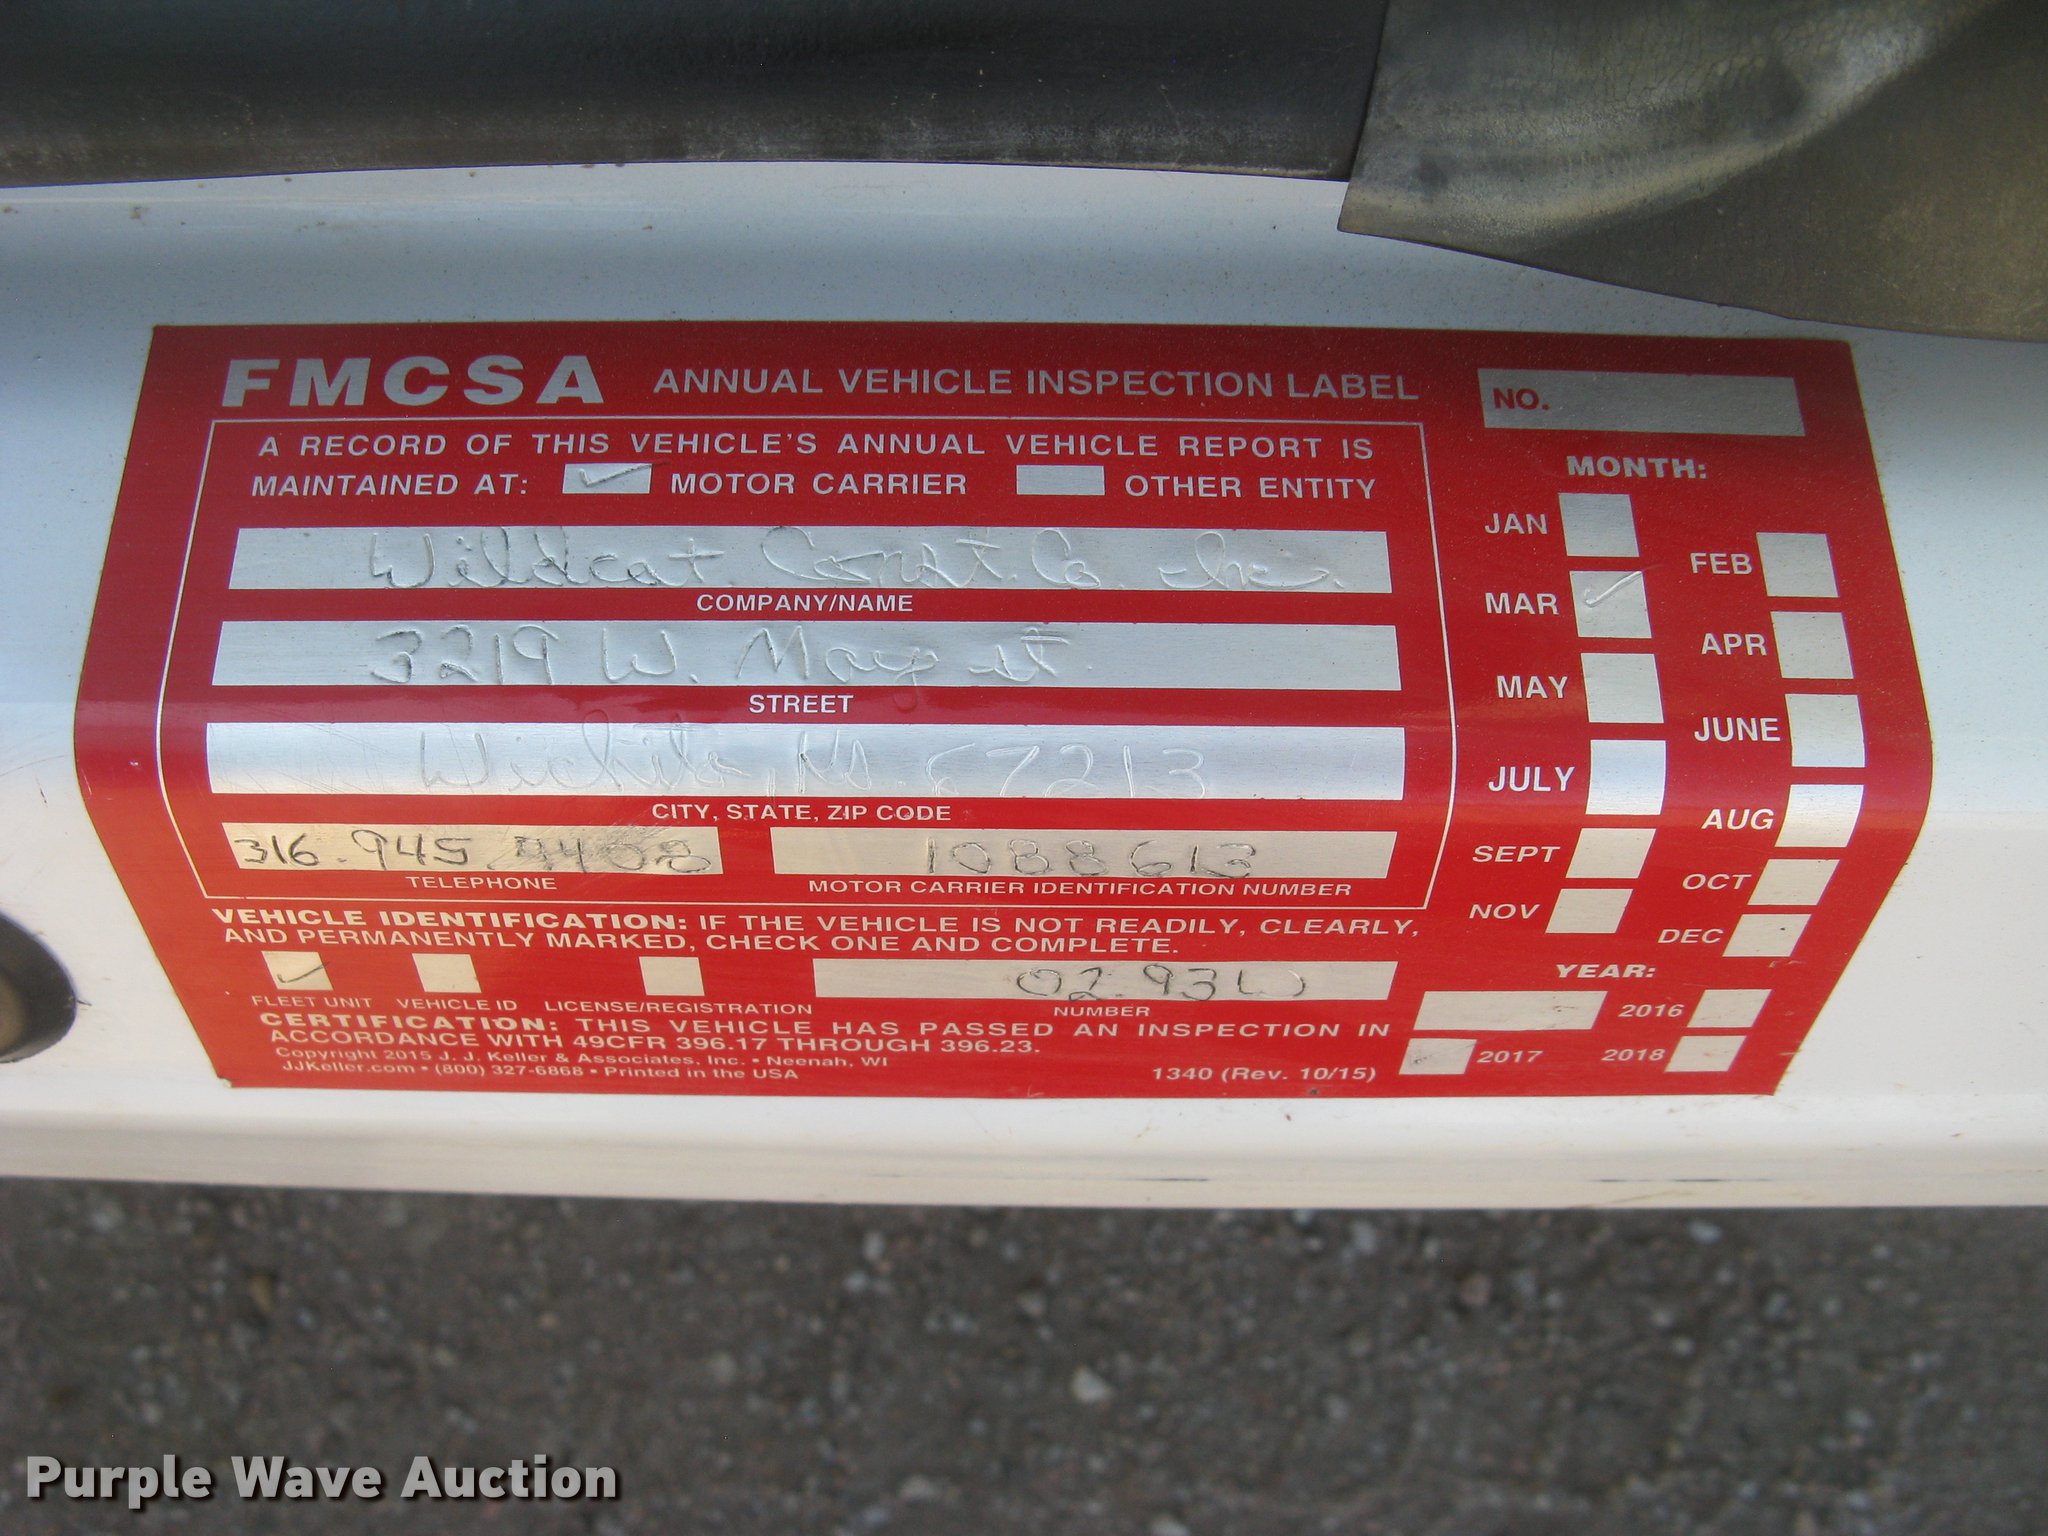 FMCSA ANNUAL VEHICLE INSPECTION LABEL
NO.
A RECORD OF THIS VEHICLE'S ANNUAL VEHICLE REPORT IS
MAINTAINED AT: ✓ MOTOR CARRIER OTHER ENTITY
Wildcat Const. Co. Inc.
COMPANY/NAME
3219 W. May st.
STREET
Wichita, Ks. 67213
CITY, STATE, ZIP CODE
316.945.9408
TELEPHONE
1088613
MOTOR CARRIER IDENTIFICATION NUMBER
VEHICLE IDENTIFICATION: IF THE VEHICLE IS NOT READILY, CLEARLY,
AND PERMANENTLY MARKED, CHECK ONE AND COMPLETE.
✓ 02.93W
FLEET UNIT VEHICLE ID LICENSE/REGISTRATION NUMBER
CERTIFICATION: THIS VEHICLE HAS PASSED AN INSPECTION IN
ACCORDANCE WITH 49CFR 396.17 THROUGH 396.23.
Copyright 2015 J. J. Keller & Associates, Inc. • Neenah, WI
JJKeller.com • (800) 327-6868 • Printed in the USA
1340 (Rev. 10/15)
MONTH:
JAN
FEB
MAR ✓
APR
MAY
JUNE
JULY
AUG
SEPT
OCT
NOV
DEC
YEAR:
2016
✓ 2017 2018
Purple Wave Auction